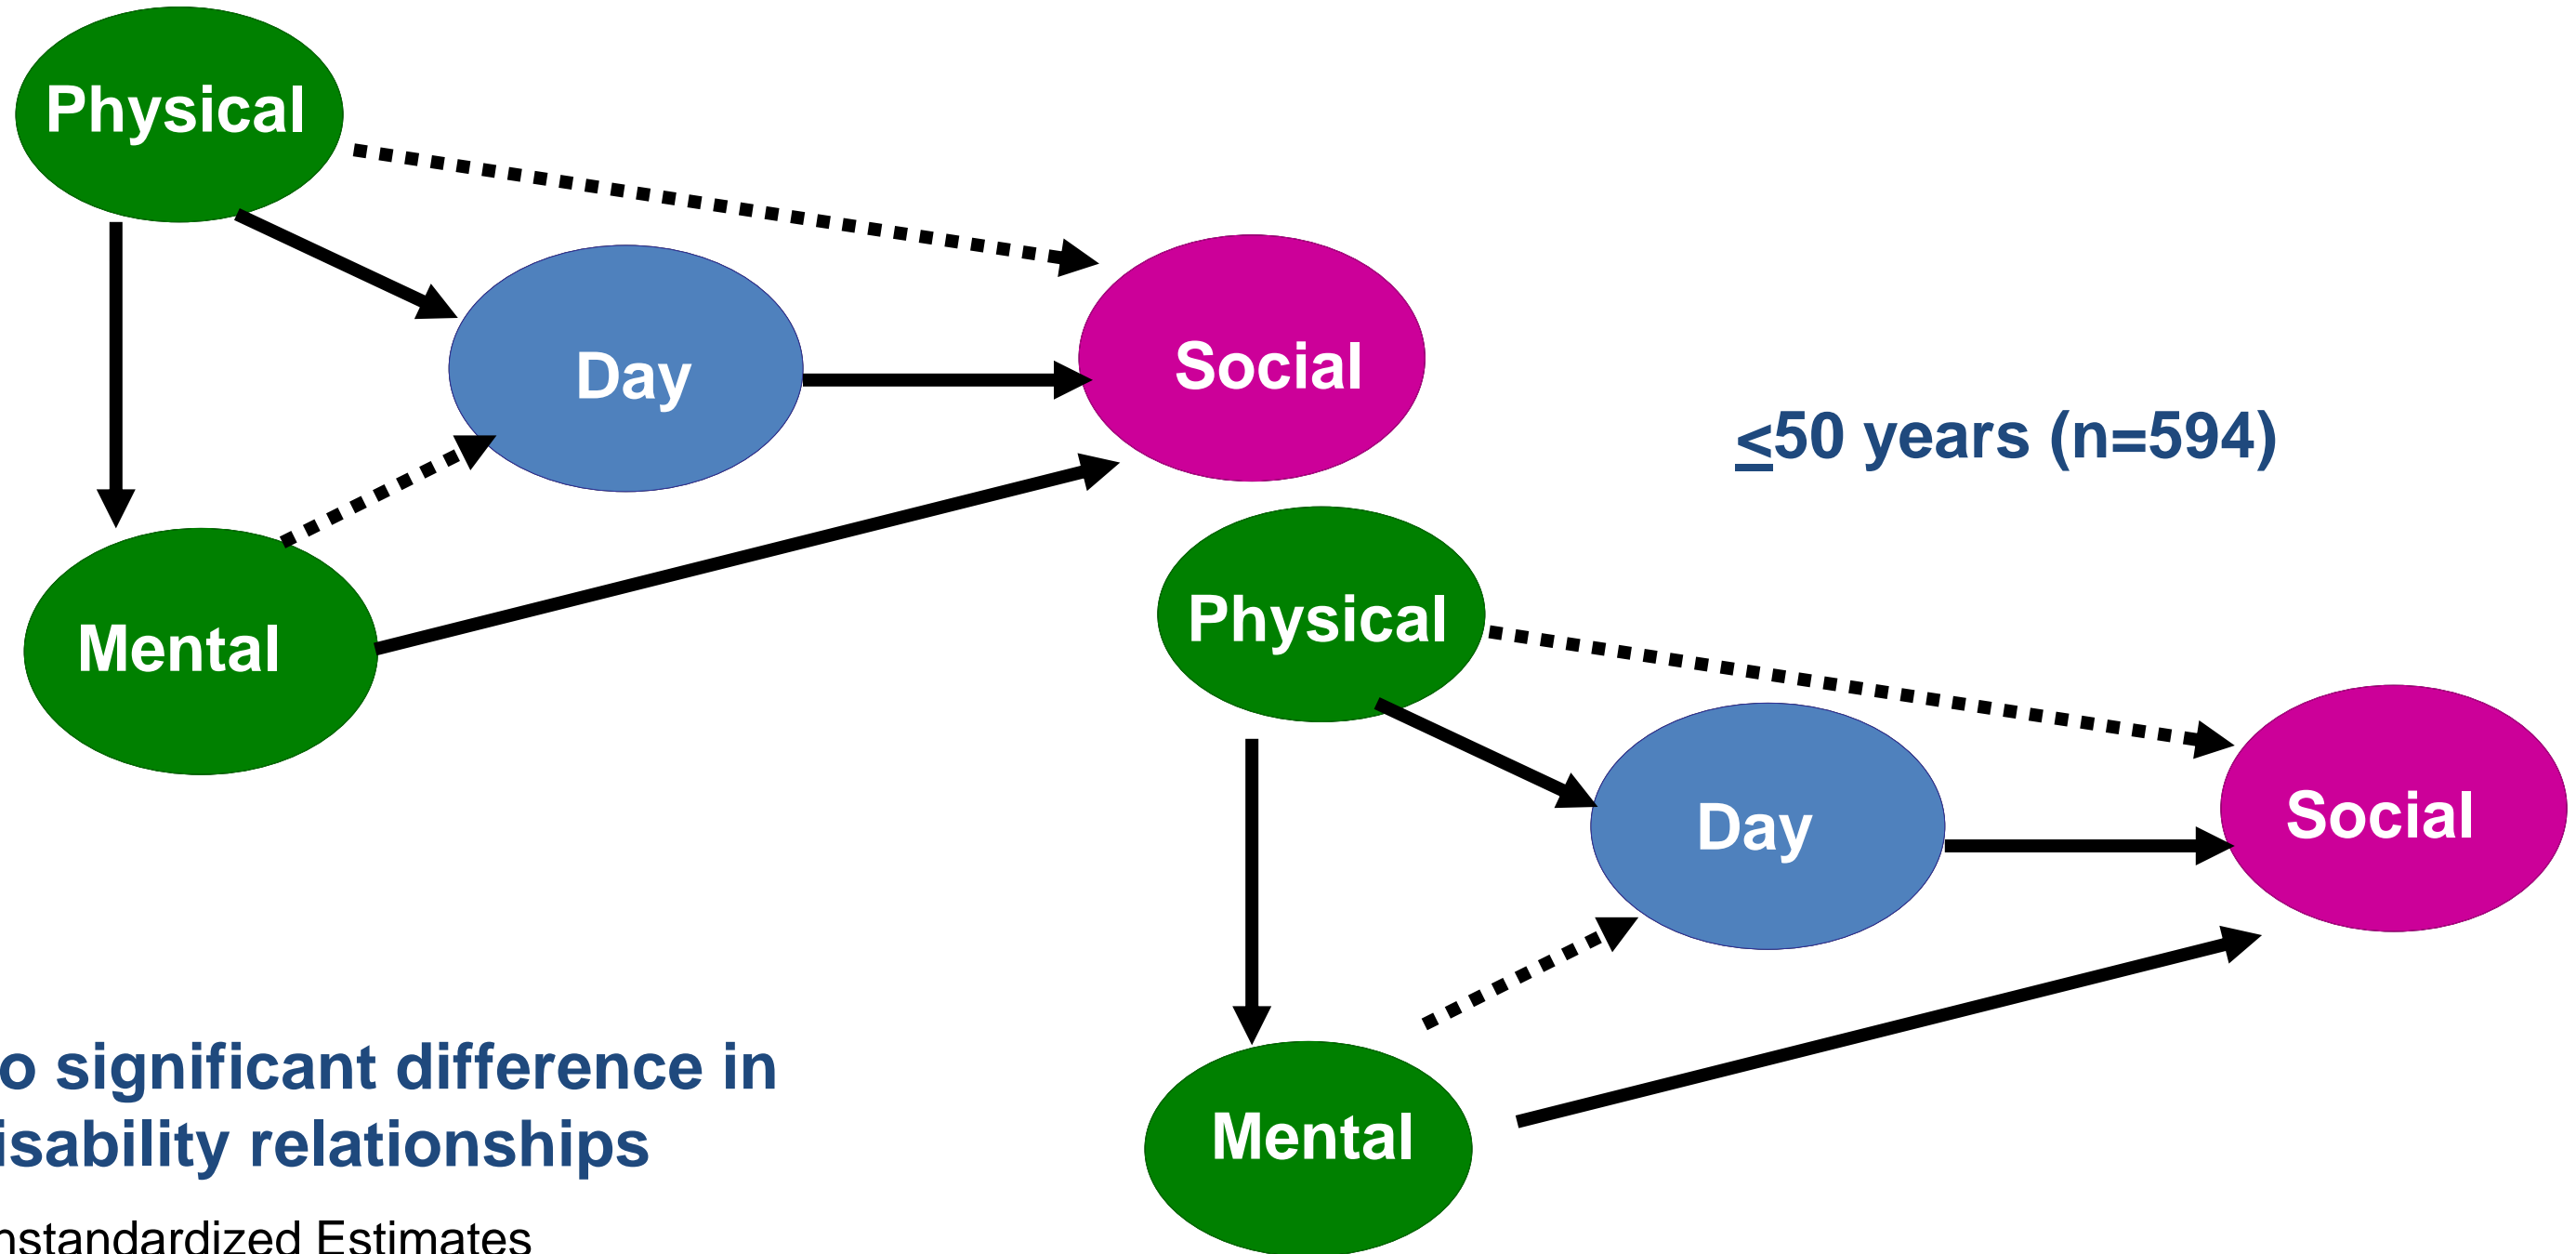 Physical
Day
Social
Mental
<50 years (n=594)
Physical
Day
Social
Mental
o significant difference in
isability relationships
nstandardized Estimates